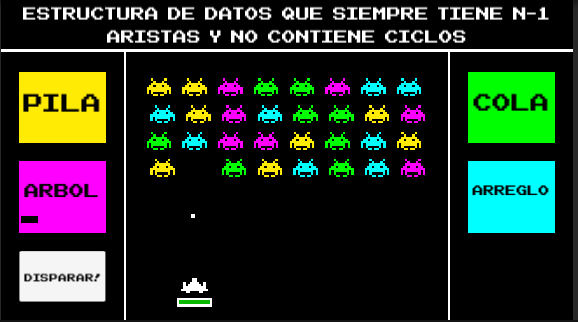 ESTRUCTURA DE DATOS QUE SIEMPRE TIENE N-1
ARISTAS Y NO CONTIENE CICLOS
PILA
COLA
ARBOL
ARREGLO
DISPARAR!